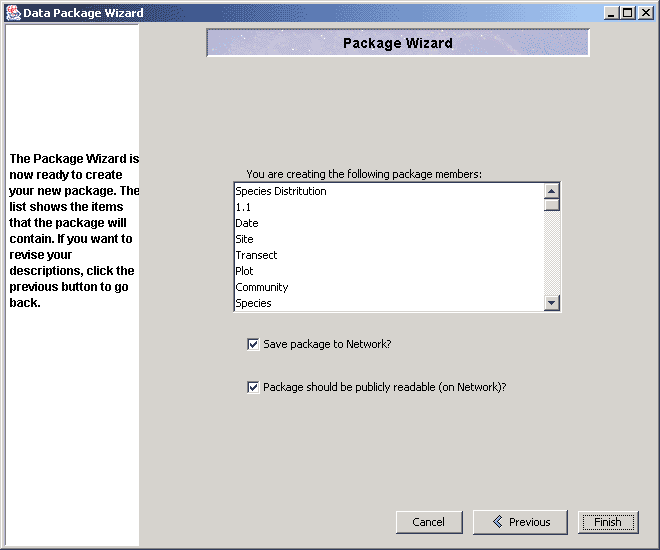 Data Package Wizard
Package Wizard
The Package Wizard is
now ready to create
your new package. The
list shows the items
that the package will
contain. If you want to
revise your
descriptions, click the
previous button to go
back.
You are creating the following package members:
Species Distritution
1.1
Date
Site
Transect
Plot
Community
Species
Save package to Network?
Package should be publicly readable (on Network)?
Cancel
Previous
Finish